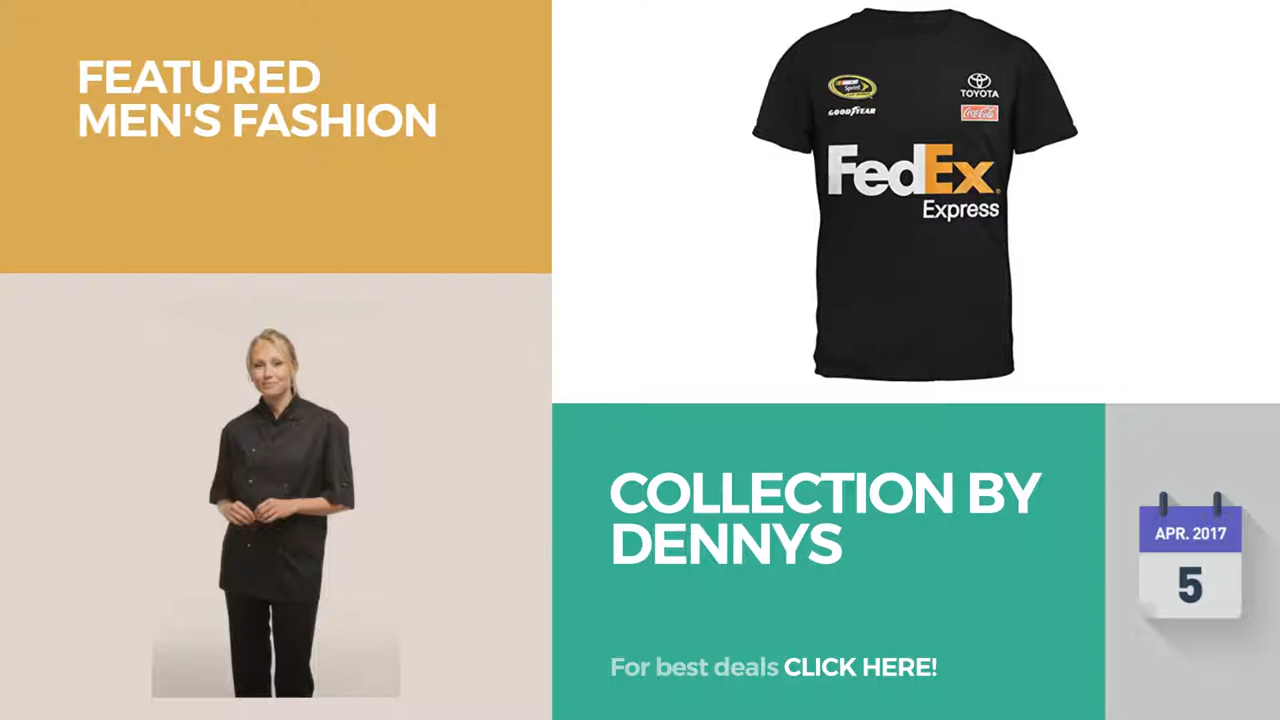 FEATURED
MEN'S FASHION
NASCAR
Sprint
GOODYEAR
TOYOTA
Coca-Cola
FedEx
Express
COLLECTION BY
DENNYS
For best deals CLICK HERE!
APR. 2017
5